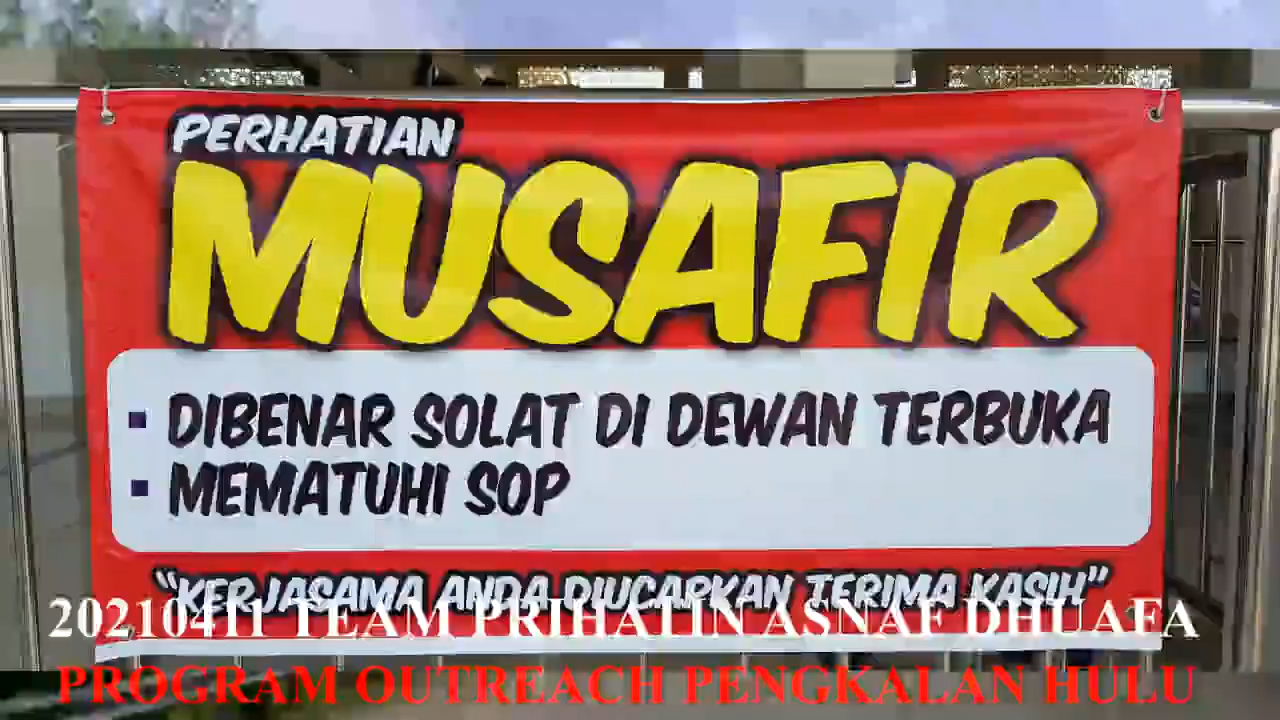 PERHATIAN
MUSAFIR
▪ DIBENAR SOLAT DI DEWAN TERBUKA
▪ MEMATUHI SOP
"KERJASAMA ANDA DIUCAPKAN TERIMA KASIH"
20210411 TEAM PRIHATIN ASNAF DHUAFA
PROGRAM OUTREACH PENGKALAN HULU